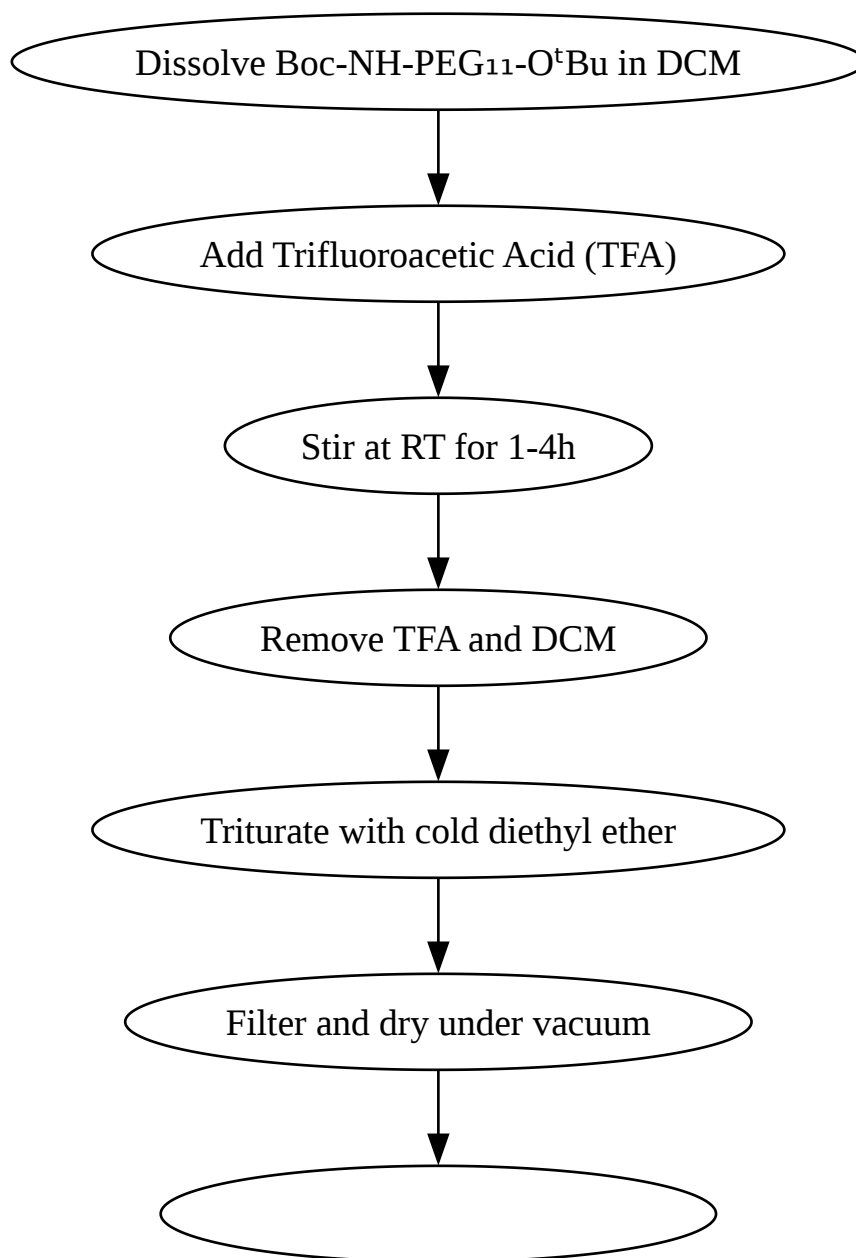 Dissolve Boc-NH-PEG₁₁-OᵗBu in DCM
Add Trifluoroacetic Acid (TFA)
Stir at RT for 1-4h
Remove TFA and DCM
Triturate with cold diethyl ether
Filter and dry under vacuum